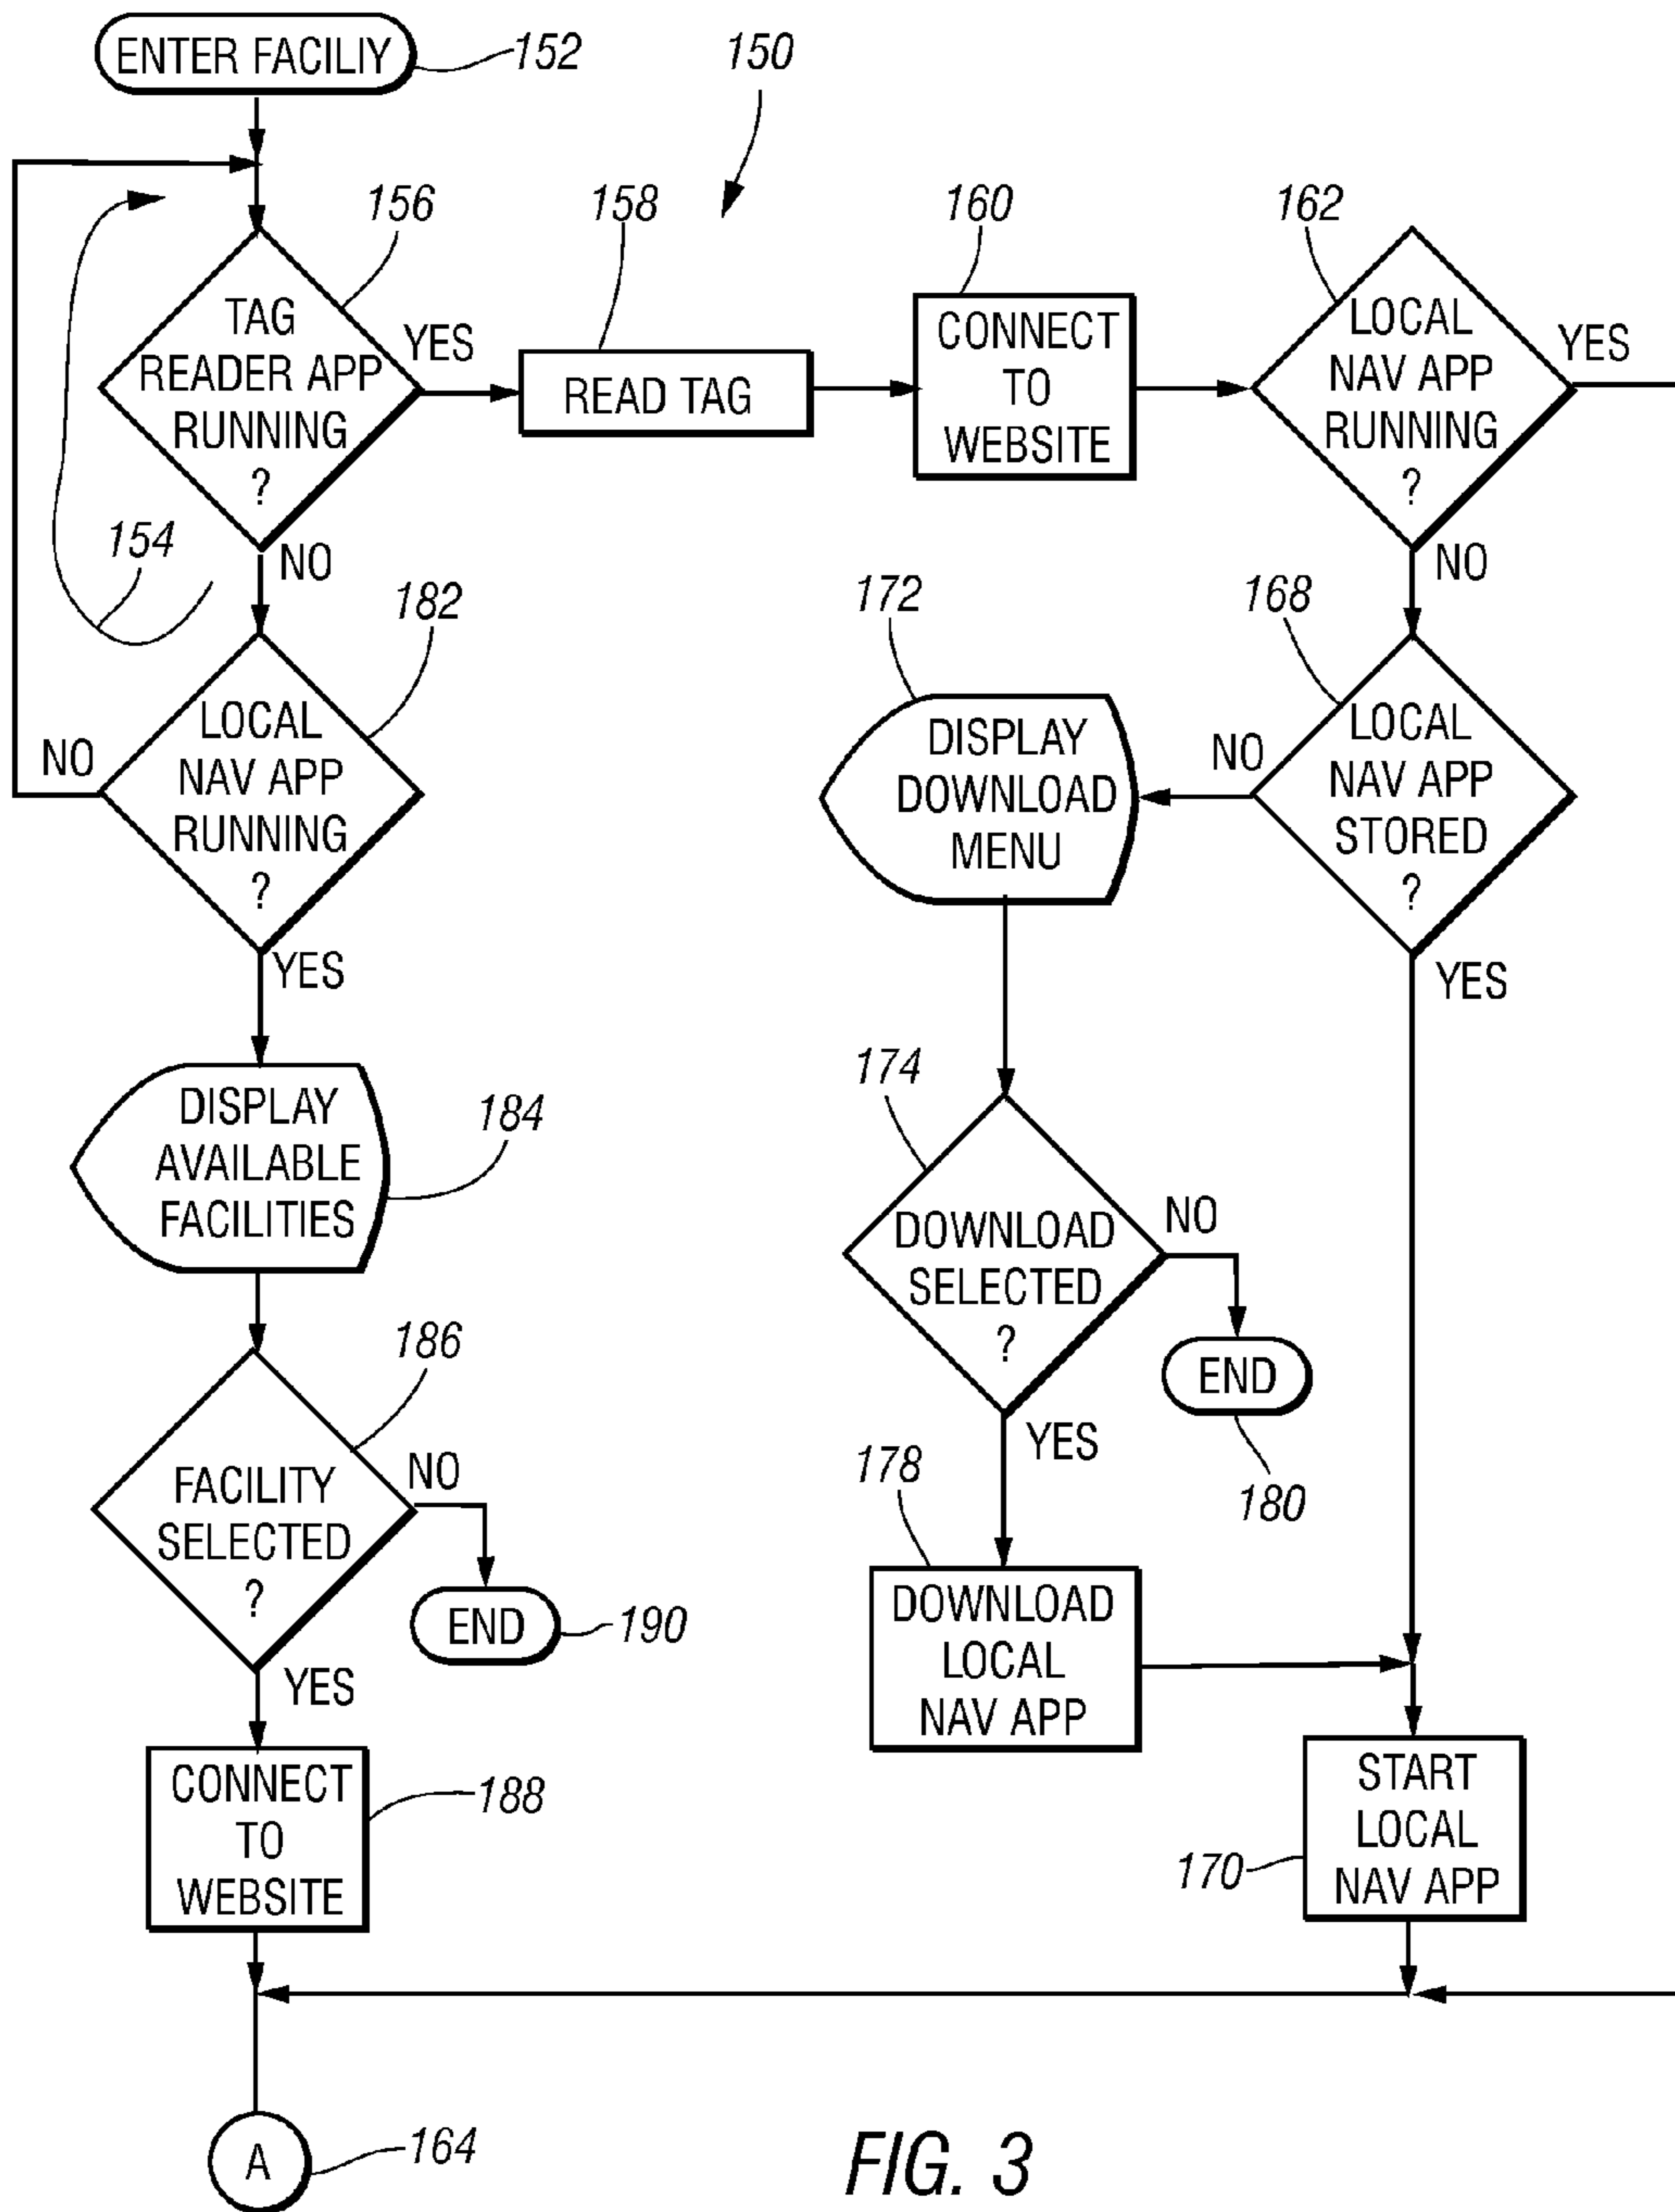 ENTER FACILIY
152
150
156
158
160
162
TAG
READER APP
RUNNING
?
YES
READ TAG
CONNECT
TO
WEBSITE
LOCAL
NAV APP
RUNNING
?
YES
154
NO
NO
182
172
168
LOCAL
NAV APP
RUNNING
?
NO
YES
DISPLAY
DOWNLOAD
MENU
NO
LOCAL
NAV APP
STORED
?
YES
DISPLAY
AVAILABLE
FACILITIES
184
174
DOWNLOAD
SELECTED
?
NO
END
180
YES
186
FACILITY
SELECTED
?
NO
END
190
YES
178
DOWNLOAD
LOCAL
NAV APP
CONNECT
TO
WEBSITE
188
START
LOCAL
NAV APP
170
A
164
FIG. 3